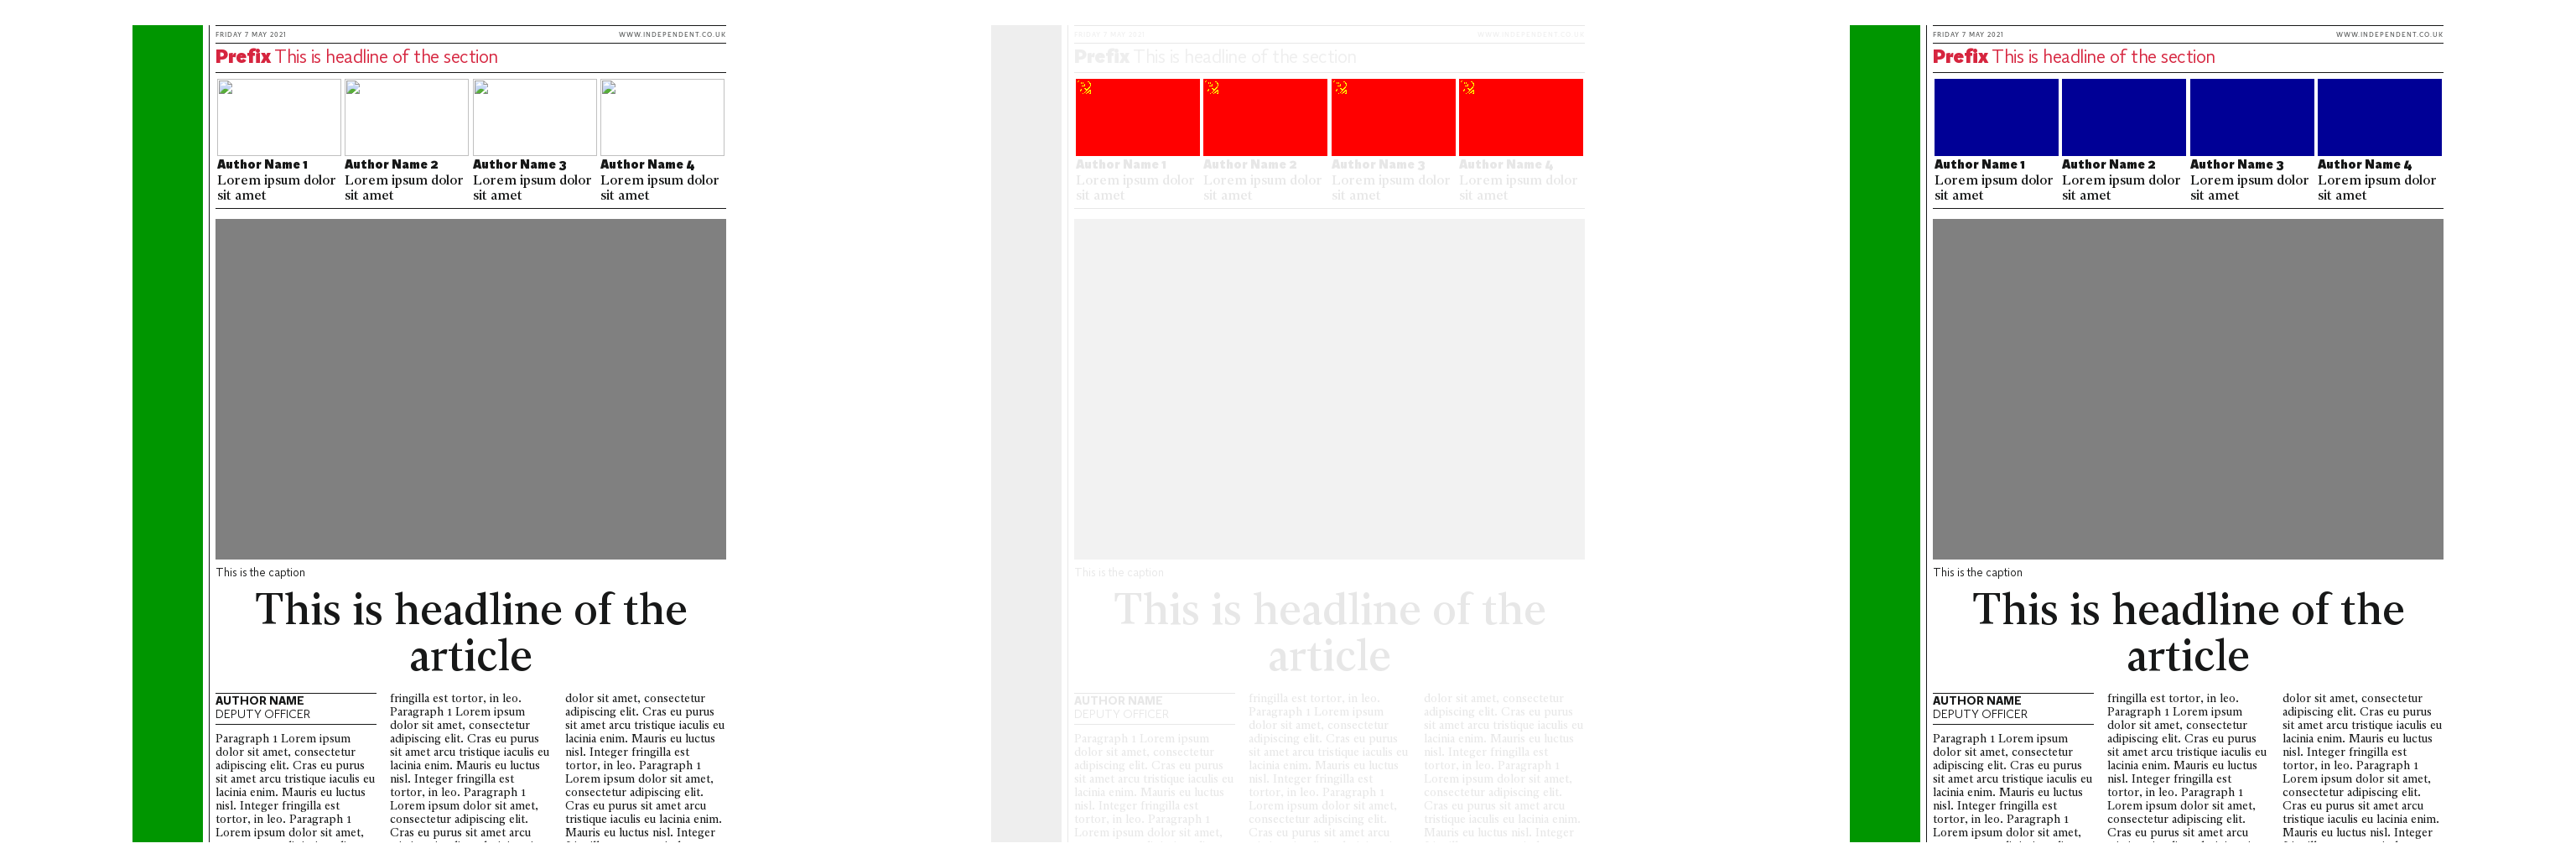 FRIDAY 7 MAY 2021
WWW.INDEPENDENT.CO.UK
Prefix This is headline of the section
Author Name 1
Lorem ipsum dolor
sit amet
Author Name 2
Lorem ipsum dolor
sit amet
Author Name 3
Lorem ipsum dolor
sit amet
Author Name 4
Lorem ipsum dolor
sit amet
This is the caption
This is headline of the
article
AUTHOR NAME
DEPUTY OFFICER
Paragraph 1 Lorem ipsum
dolor sit amet, consectetur
adipiscing elit. Cras eu purus
sit amet arcu tristique iaculis eu
lacinia enim. Mauris eu luctus
nisl. Integer fringilla est
tortor, in leo. Paragraph 1
Lorem ipsum dolor sit amet,
fringilla est tortor, in leo.
Paragraph 1 Lorem ipsum
dolor sit amet, consectetur
adipiscing elit. Cras eu purus
sit amet arcu tristique iaculis eu
lacinia enim. Mauris eu luctus
nisl. Integer fringilla est
tortor, in leo. Paragraph 1
Lorem ipsum dolor sit amet,
consectetur adipiscing elit.
Cras eu purus sit amet arcu
dolor sit amet, consectetur
adipiscing elit. Cras eu purus
sit amet arcu tristique iaculis eu
lacinia enim. Mauris eu luctus
nisl. Integer fringilla est
tortor, in leo. Paragraph 1
Lorem ipsum dolor sit amet,
consectetur adipiscing elit.
Cras eu purus sit amet arcu
tristique iaculis eu lacinia enim.
Mauris eu luctus nisl. Integer
FRIDAY 7 MAY 2021
WWW.INDEPENDENT.CO.UK
Prefix This is headline of the section
Author Name 1
Lorem ipsum dolor
sit amet
Author Name 2
Lorem ipsum dolor
sit amet
Author Name 3
Lorem ipsum dolor
sit amet
Author Name 4
Lorem ipsum dolor
sit amet
This is the caption
This is headline of the
article
AUTHOR NAME
DEPUTY OFFICER
Paragraph 1 Lorem ipsum
dolor sit amet, consectetur
adipiscing elit. Cras eu purus
sit amet arcu tristique iaculis eu
lacinia enim. Mauris eu luctus
nisl. Integer fringilla est
tortor, in leo. Paragraph 1
Lorem ipsum dolor sit amet,
fringilla est tortor, in leo.
Paragraph 1 Lorem ipsum
dolor sit amet, consectetur
adipiscing elit. Cras eu purus
sit amet arcu tristique iaculis eu
lacinia enim. Mauris eu luctus
nisl. Integer fringilla est
tortor, in leo. Paragraph 1
Lorem ipsum dolor sit amet,
consectetur adipiscing elit.
Cras eu purus sit amet arcu
dolor sit amet, consectetur
adipiscing elit. Cras eu purus
sit amet arcu tristique iaculis eu
lacinia enim. Mauris eu luctus
nisl. Integer fringilla est
tortor, in leo. Paragraph 1
Lorem ipsum dolor sit amet,
consectetur adipiscing elit.
Cras eu purus sit amet arcu
tristique iaculis eu lacinia enim.
Mauris eu luctus nisl. Integer
FRIDAY 7 MAY 2021
WWW.INDEPENDENT.CO.UK
Prefix This is headline of the section
Author Name 1
Lorem ipsum dolor
sit amet
Author Name 2
Lorem ipsum dolor
sit amet
Author Name 3
Lorem ipsum dolor
sit amet
Author Name 4
Lorem ipsum dolor
sit amet
This is the caption
This is headline of the
article
AUTHOR NAME
DEPUTY OFFICER
Paragraph 1 Lorem ipsum
dolor sit amet, consectetur
adipiscing elit. Cras eu purus
sit amet arcu tristique iaculis eu
lacinia enim. Mauris eu luctus
nisl. Integer fringilla est
tortor, in leo. Paragraph 1
Lorem ipsum dolor sit amet,
fringilla est tortor, in leo.
Paragraph 1 Lorem ipsum
dolor sit amet, consectetur
adipiscing elit. Cras eu purus
sit amet arcu tristique iaculis eu
lacinia enim. Mauris eu luctus
nisl. Integer fringilla est
tortor, in leo. Paragraph 1
Lorem ipsum dolor sit amet,
consectetur adipiscing elit.
Cras eu purus sit amet arcu
dolor sit amet, consectetur
adipiscing elit. Cras eu purus
sit amet arcu tristique iaculis eu
lacinia enim. Mauris eu luctus
nisl. Integer fringilla est
tortor, in leo. Paragraph 1
Lorem ipsum dolor sit amet,
consectetur adipiscing elit.
Cras eu purus sit amet arcu
tristique iaculis eu lacinia enim.
Mauris eu luctus nisl. Integer